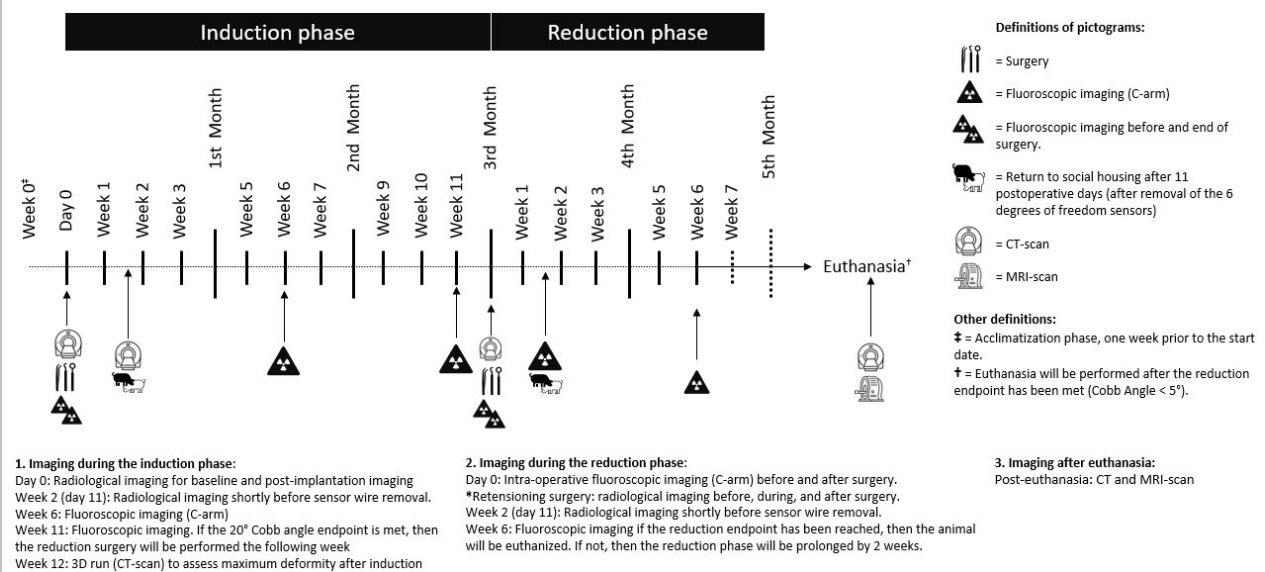 Induction phase
Reduction phase
Week 0‡
Day 0
Week 1
Week 2
Week 3
1st Month
Week 5
Week 6
Week 7
2nd Month
Week 9
Week 10
Week 11
3rd Month
Week 1
Week 2
Week 3
4th Month
Week 5
Week 6
Week 7
5th Month
Euthanasia†
Definitions of pictograms:
= Surgery
= Fluoroscopic imaging (C-arm)
= Fluoroscopic imaging before and end of
surgery.
= Return to social housing after 11
postoperative days (after removal of the 6
degrees of freedom sensors)
= CT-scan
= MRI-scan
Other definitions:
‡ = Acclimatization phase, one week prior to the start
date.
† = Euthanasia will be performed after the reduction
endpoint has been met (Cobb Angle < 5°).
1. Imaging during the induction phase:
Day 0: Radiological imaging for baseline and post-implantation imaging
Week 2 (day 11): Radiological imaging shortly before sensor wire removal.
Week 6: Fluoroscopic imaging (C-arm)
Week 11: Fluoroscopic imaging. If the 20° Cobb angle endpoint is met, then
the reduction surgery will be performed the following week
Week 12: 3D run (CT-scan) to assess maximum deformity after induction
2. Imaging during the reduction phase:
Day 0: Intra-operative fluoroscopic imaging (C-arm) before and after surgery.
*Retensioning surgery: radiological imaging before, during, and after surgery.
Week 2 (day 11): Radiological imaging shortly before sensor wire removal.
Week 6: Fluoroscopic imaging if the reduction endpoint has been reached, then the animal
will be euthanized. If not, then the reduction phase will be prolonged by 2 weeks.
3. Imaging after euthanasia:
Post-euthanasia: CT and MRI-scan